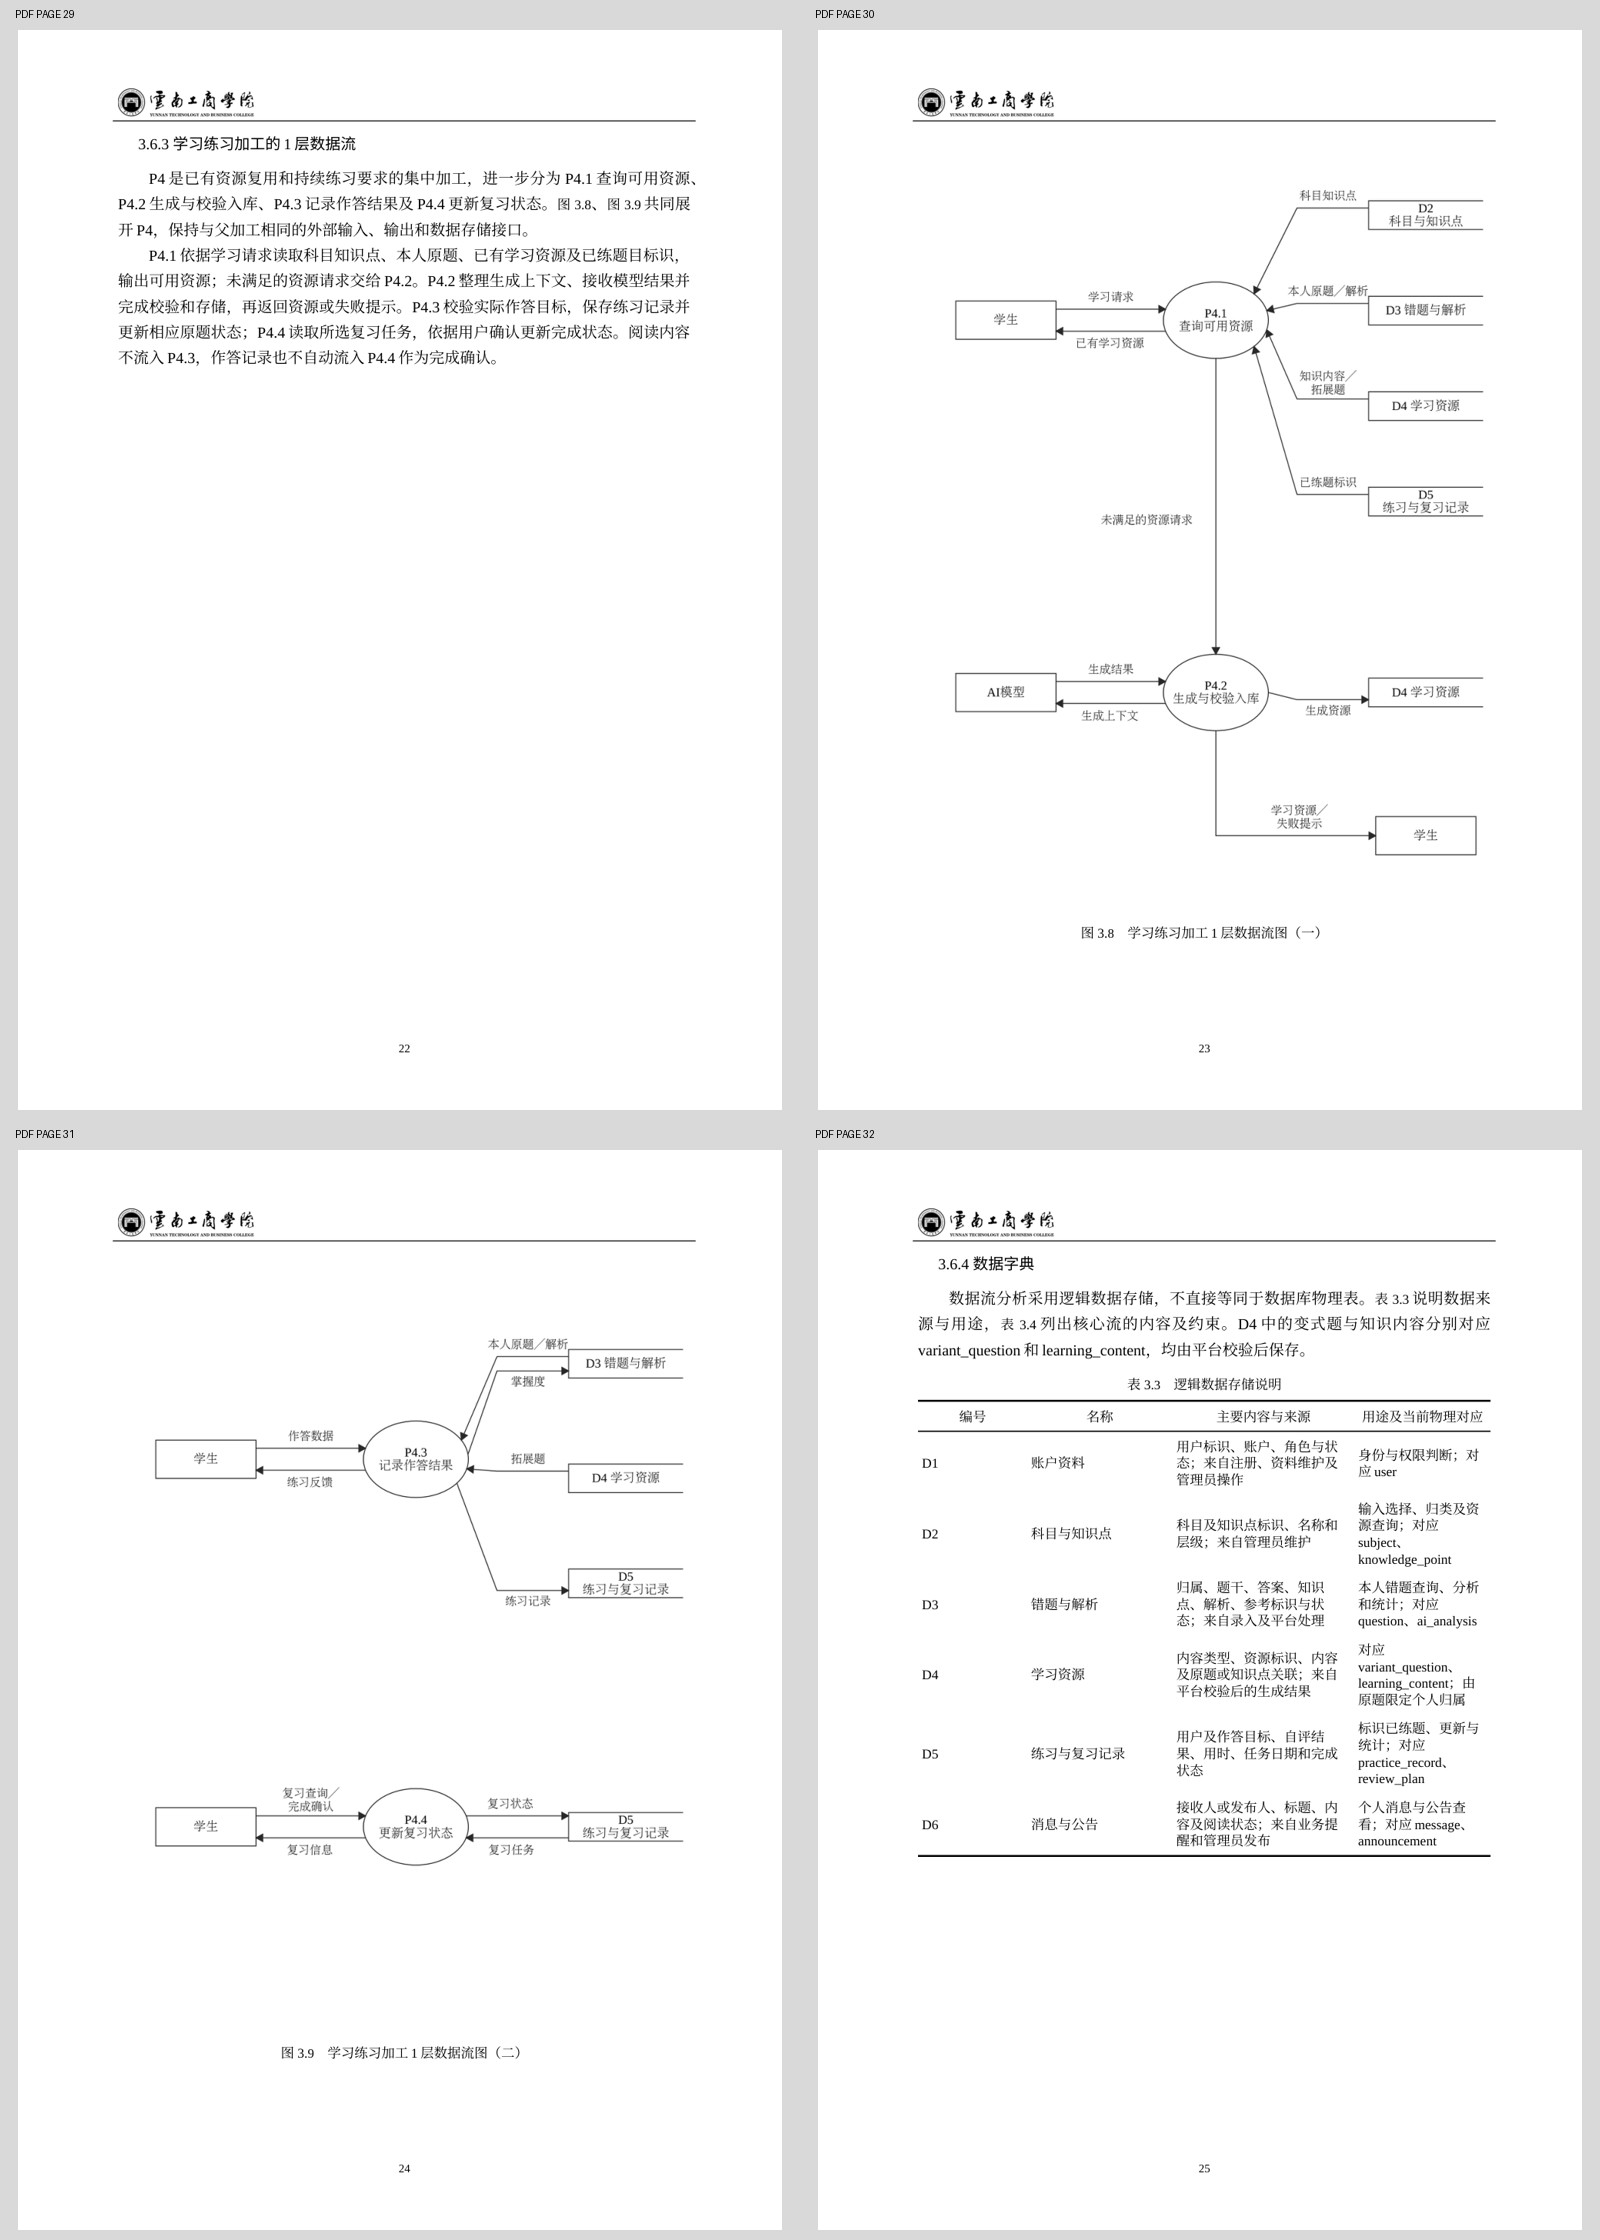 PDF PAGE 29
雲南工商學院
YUNNAN TECHNOLOGY AND BUSINESS COLLEGE
3.6.3 学习练习加工的 1 层数据流
P4 是已有资源复用和持续练习要求的集中加工，进一步分为 P4.1 查询可用资源、
P4.2 生成与校验入库、P4.3 记录作答结果及 P4.4 更新复习状态。图 3.8、图 3.9 共同展
开 P4，保持与父加工相同的外部输入、输出和数据存储接口。
P4.1 依据学习请求读取科目知识点、本人原题、已有学习资源及已练题目标识，
输出可用资源；未满足的资源请求交给 P4.2。P4.2 整理生成上下文、接收模型结果并
完成校验和存储，再返回资源或失败提示。P4.3 校验实际作答目标，保存练习记录并
更新相应原题状态；P4.4 读取所选复习任务，依据用户确认更新完成状态。阅读内容
不流入 P4.3，作答记录也不自动流入 P4.4 作为完成确认。
22
PDF PAGE 30
雲南工商學院
YUNNAN TECHNOLOGY AND BUSINESS COLLEGE
科目知识点
D2
科目与知识点
学习请求
本人原题／解析
学生
P4.1
查询可用资源
D3 错题与解析
已有学习资源
知识内容／
拓展题
D4 学习资源
已练题标识
D5
练习与复习记录
未满足的资源请求
生成结果
AI模型
P4.2
生成与校验入库
D4 学习资源
生成上下文
生成资源
学习资源／
失败提示
学生
图 3.8 学习练习加工 1 层数据流图（一）
23
PDF PAGE 31
雲南工商學院
YUNNAN TECHNOLOGY AND BUSINESS COLLEGE
本人原题／解析
D3 错题与解析
掌握度
作答数据
学生
P4.3
记录作答结果
拓展题
D4 学习资源
练习反馈
D5
练习与复习记录
练习记录
复习查询／
完成确认
复习状态
学生
P4.4
更新复习状态
D5
练习与复习记录
复习信息
复习任务
图 3.9 学习练习加工 1 层数据流图（二）
24
PDF PAGE 32
雲南工商學院
YUNNAN TECHNOLOGY AND BUSINESS COLLEGE
3.6.4 数据字典
数据流分析采用逻辑数据存储，不直接等同于数据库物理表。表 3.3 说明数据来
源与用途，表 3.4 列出核心流的内容及约束。D4 中的变式题与知识内容分别对应
variant_question 和 learning_content，均由平台校验后保存。
表 3.3 逻辑数据存储说明
编号 名称 主要内容与来源 用途及当前物理对应
D1
账户资料
用户标识、账户、角色与状
态；来自注册、资料维护及
管理员操作
身份与权限判断；对
应 user
D2
科目与知识点
科目及知识点标识、名称和
层级；来自管理员维护
输入选择、归类及资
源查询；对应
subject、
knowledge_point
D3
错题与解析
归属、题干、答案、知识
点、解析、参考标识与状
态；来自录入及平台处理
本人错题查询、分析
和统计；对应
question、ai_analysis
D4
学习资源
内容类型、资源标识、内容
及原题或知识点关联；来自
平台校验后的生成结果
对应
variant_question、
learning_content；由
原题限定个人归属
D5
练习与复习记录
用户及作答目标、自评结
果、用时、任务日期和完成
状态
标识已练题、更新与
统计；对应
practice_record、
review_plan
D6
消息与公告
接收人或发布人、标题、内
容及阅读状态；来自业务提
醒和管理员发布
个人消息与公告查
看；对应 message、
announcement
25